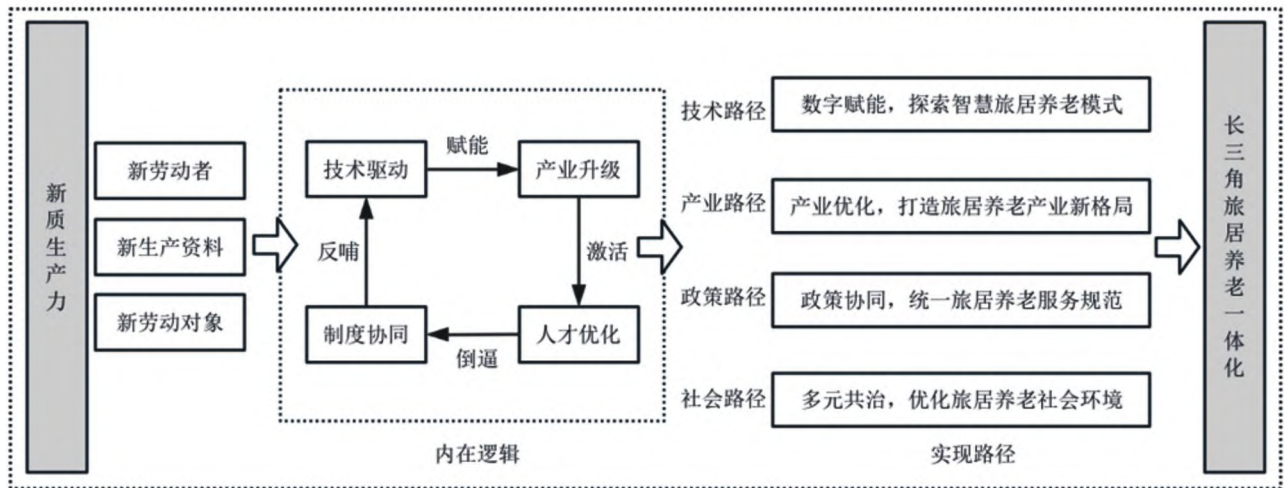 新质生产力
新劳动者
新生产资料
新劳动对象
技术驱动
赋能
产业升级
反哺
激活
制度协同
倒逼
人才优化
内在逻辑
技术路径
数字赋能，探索智慧旅居养老模式
产业路径
产业优化，打造旅居养老产业新格局
政策路径
政策协同，统一旅居养老服务规范
社会路径
多元共治，优化旅居养老社会环境
实现路径
长三角旅居养老一体化